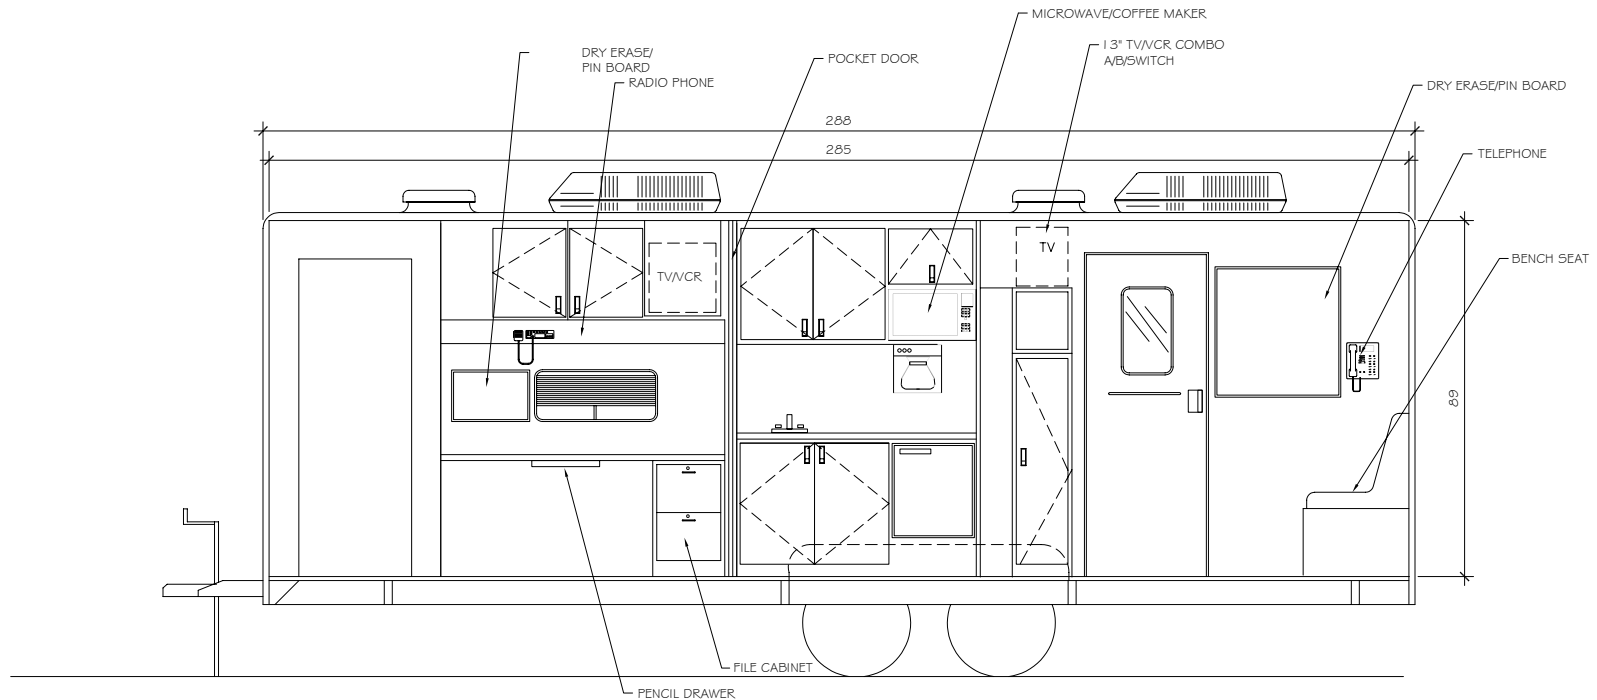 MICROWAVE/COFFEE MAKER
13" TV/VCR COMBO
A/B/SWITCH
DRY ERASE/
PIN BOARD
RADIO PHONE
POCKET DOOR
DRY ERASE/PIN BOARD
288
285
TELEPHONE
TV
TV/VCR
BENCH SEAT
89
FILE CABINET
PENCIL DRAWER